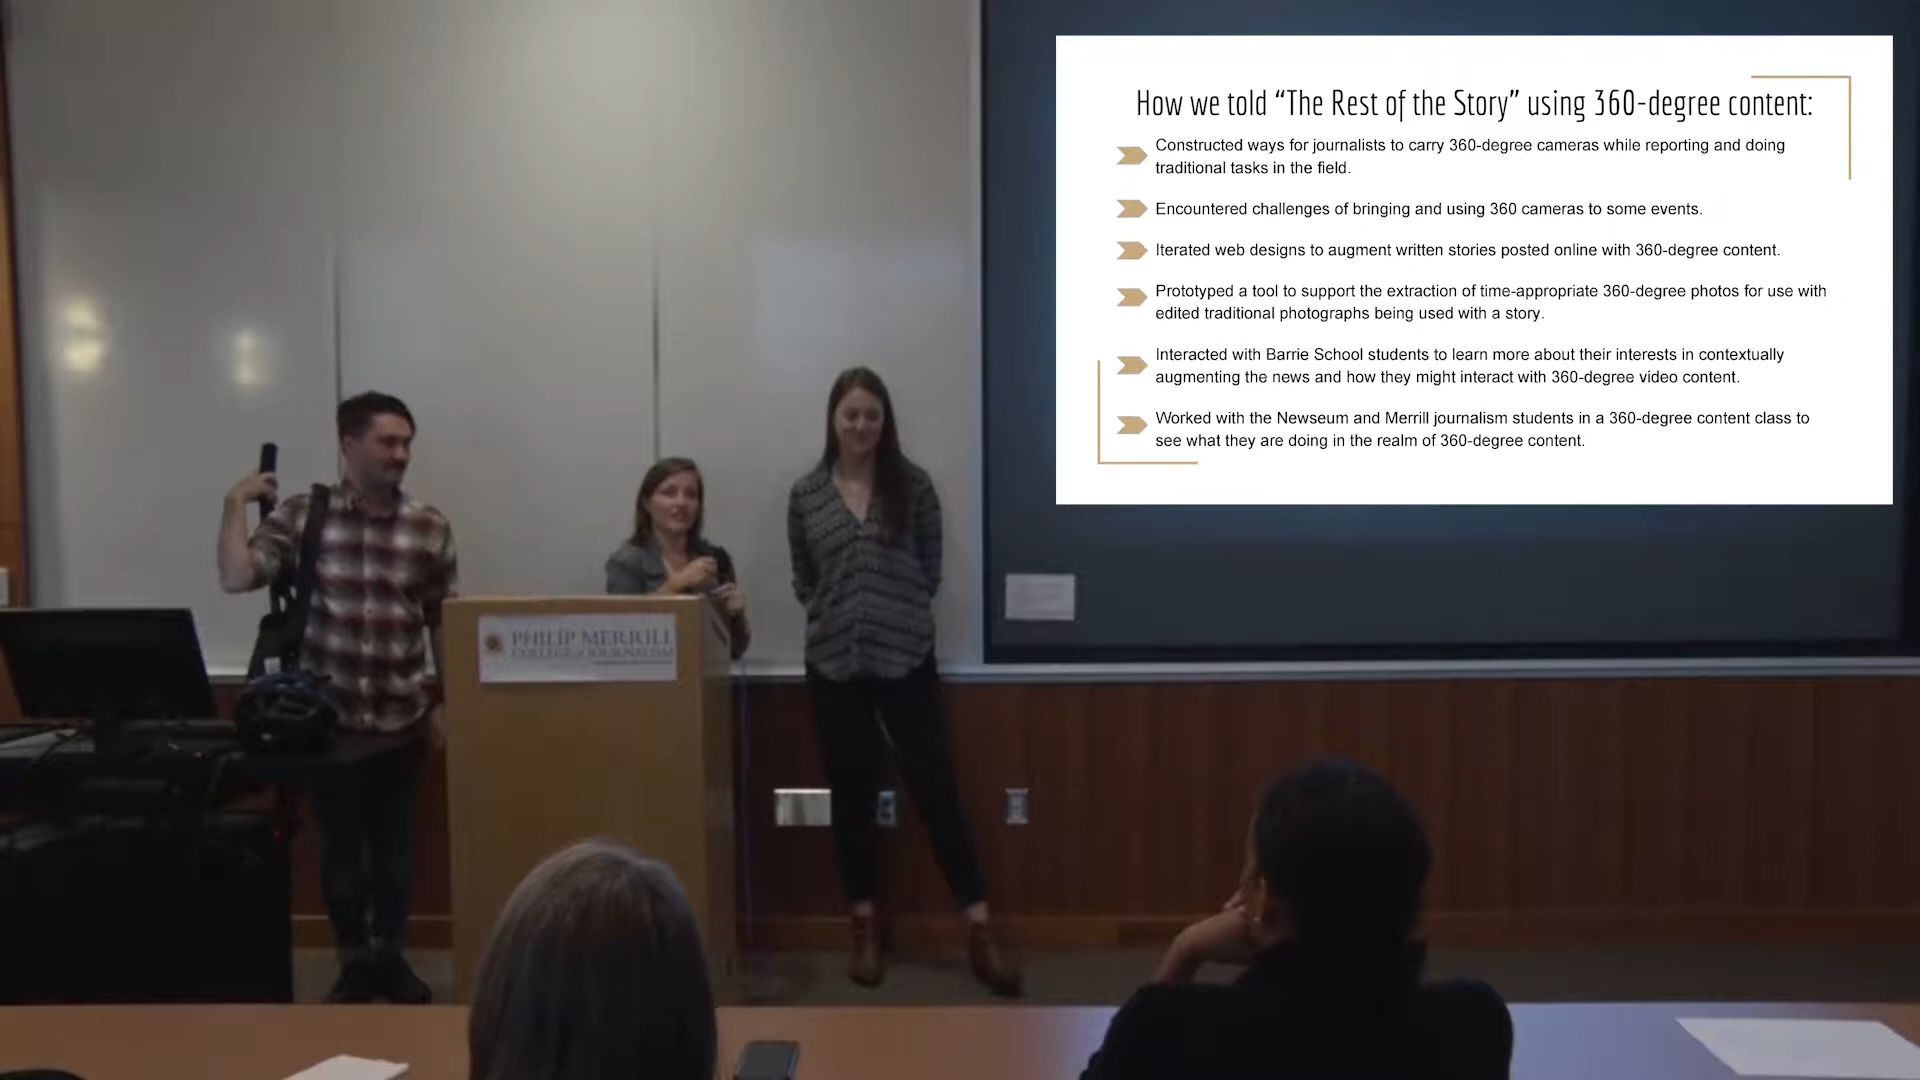 How we told “The Rest of the Story” using 360-degree content:
Constructed ways for journalists to carry 360-degree cameras while reporting and doing
traditional tasks in the field.
Encountered challenges of bringing and using 360 cameras to some events.
Iterated web designs to augment written stories posted online with 360-degree content.
Prototyped a tool to support the extraction of time-appropriate 360-degree photos for use with
edited traditional photographs being used with a story.
Interacted with Barrie School students to learn more about their interests in contextually
augmenting the news and how they might interact with 360-degree video content.
Worked with the Newseum and Merrill journalism students in a 360-degree content class to
see what they are doing in the realm of 360-degree content.
PHILIP MERRILL
COLLEGE of JOURNALISM